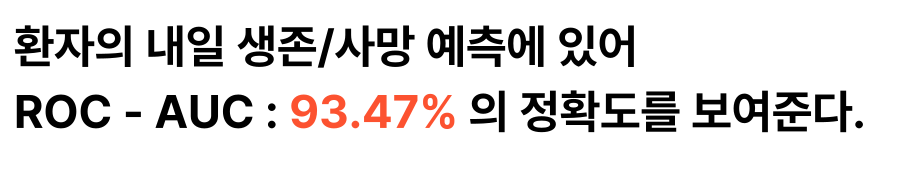 환자의 내일 생존/사망 예측에 있어
ROC - AUC : 93.47% 의 정확도를 보여준다.